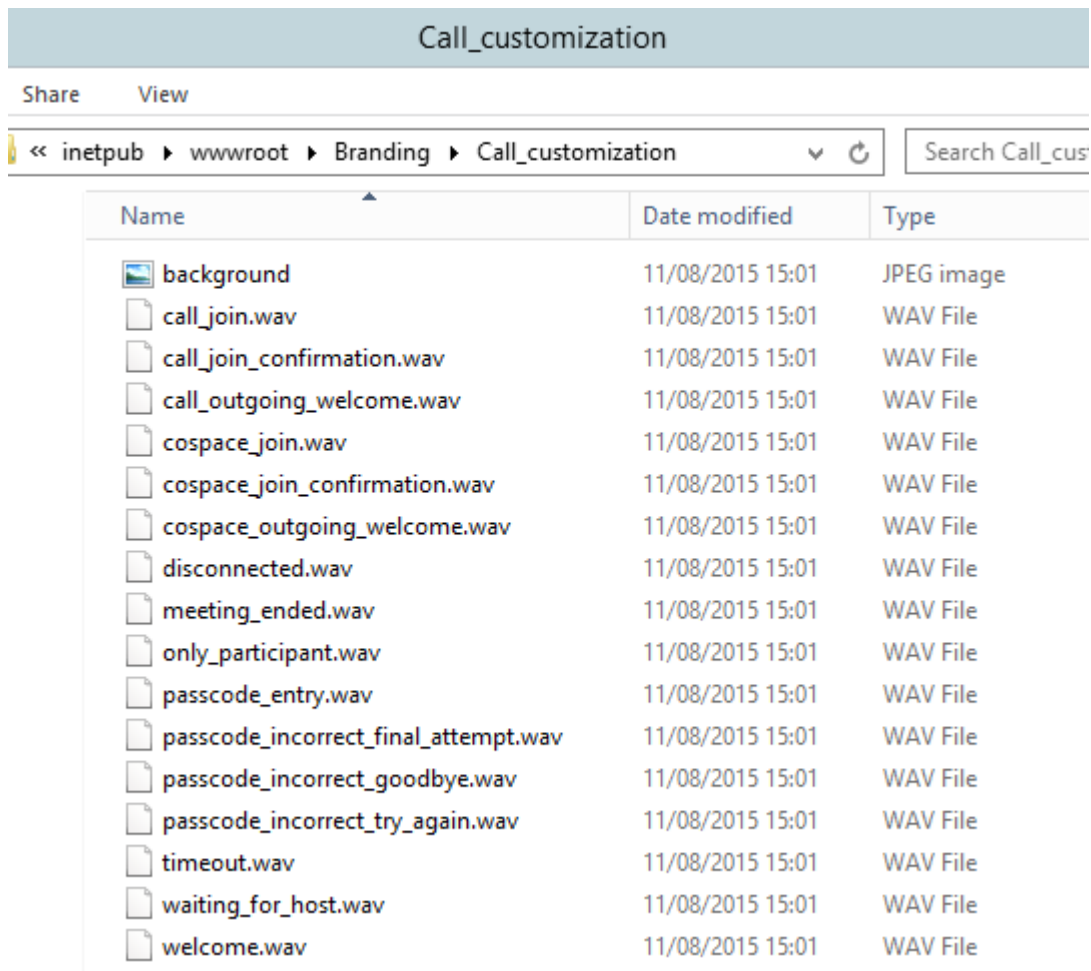 Call_customization
Share View
« inetpub ▸ wwwroot ▸ Branding ▸ Call_customization Search Call_cus
Name Date modified Type
background 11/08/2015 15:01 JPEG image
call_join.wav 11/08/2015 15:01 WAV File
call_join_confirmation.wav 11/08/2015 15:01 WAV File
call_outgoing_welcome.wav 11/08/2015 15:01 WAV File
cospace_join.wav 11/08/2015 15:01 WAV File
cospace_join_confirmation.wav 11/08/2015 15:01 WAV File
cospace_outgoing_welcome.wav 11/08/2015 15:01 WAV File
disconnected.wav 11/08/2015 15:01 WAV File
meeting_ended.wav 11/08/2015 15:01 WAV File
only_participant.wav 11/08/2015 15:01 WAV File
passcode_entry.wav 11/08/2015 15:01 WAV File
passcode_incorrect_final_attempt.wav 11/08/2015 15:01 WAV File
passcode_incorrect_goodbye.wav 11/08/2015 15:01 WAV File
passcode_incorrect_try_again.wav 11/08/2015 15:01 WAV File
timeout.wav 11/08/2015 15:01 WAV File
waiting_for_host.wav 11/08/2015 15:01 WAV File
welcome.wav 11/08/2015 15:01 WAV File